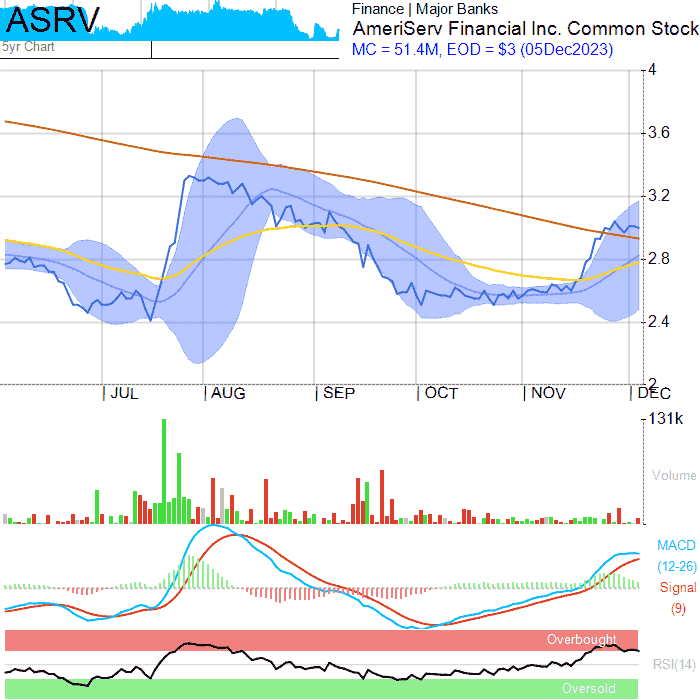 ASRV
5yr Chart
Finance | Major Banks
AmeriServ Financial Inc. Common Stock
MC = 51.4M, EOD = $3 (05Dec2023)
4
3.6
3.2
2.8
2.4
2
JUL AUG SEP OCT NOV DEC
131k
Volume
MACD
(12-26)
Signal
(9)
Overbought
RSI(14)
Oversold